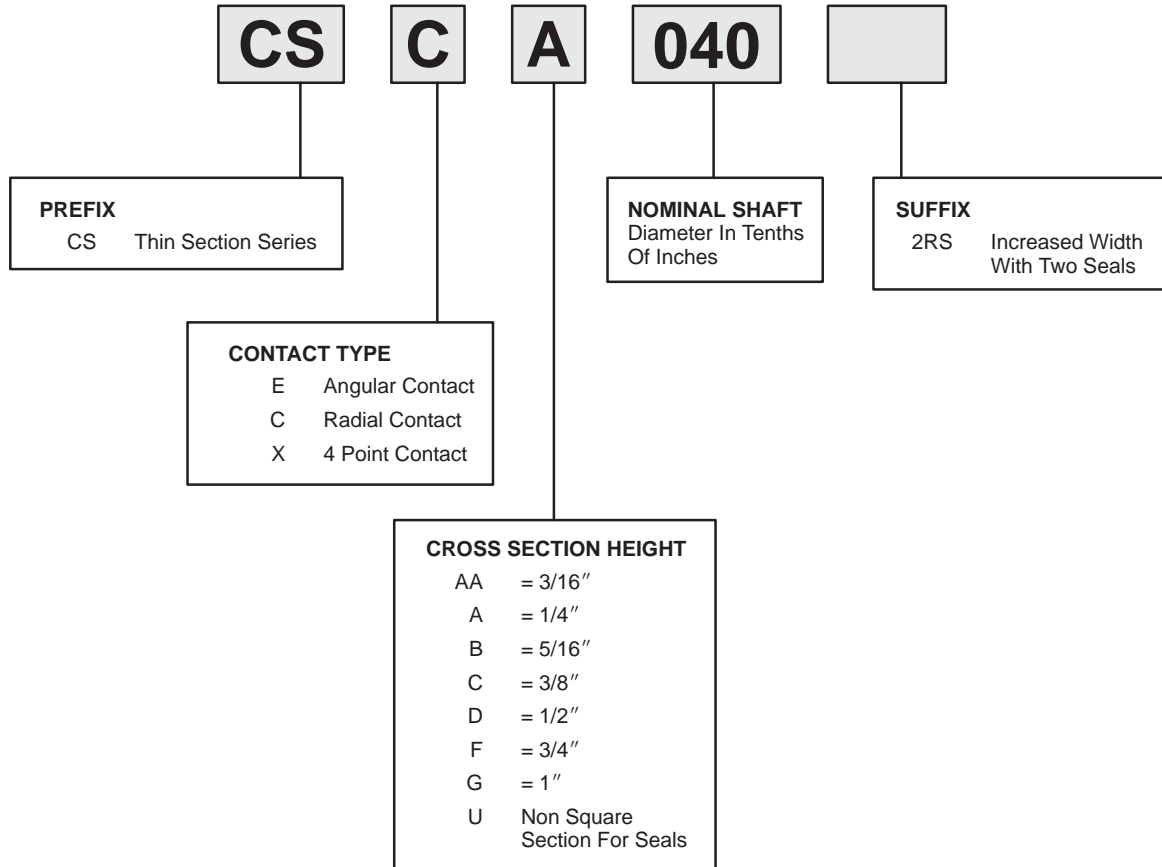 CS C A 040
PREFIX
CS Thin Section Series
NOMINAL SHAFT
Diameter In Tenths
Of Inches
SUFFIX
2RS Increased Width
With Two Seals
CONTACT TYPE
E Angular Contact
C Radial Contact
X 4 Point Contact
CROSS SECTION HEIGHT
AA = 3/16″
A = 1/4″
B = 5/16″
C = 3/8″
D = 1/2″
F = 3/4″
G = 1″
U Non Square
Section For Seals